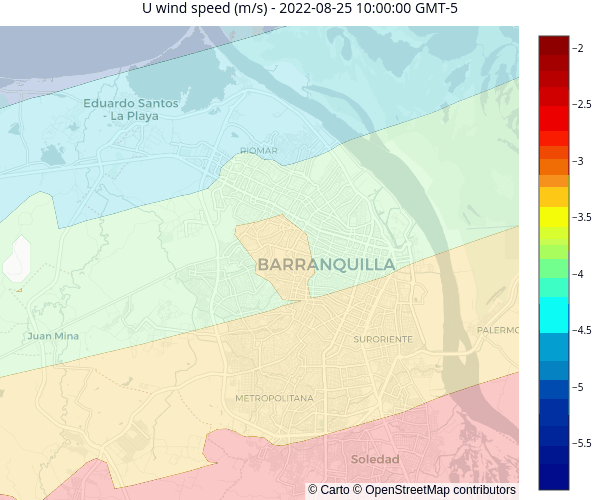 U wind speed (m/s) - 2022-08-25 10:00:00 GMT-5
−2
Eduardo Santos
- La Playa
−2.5
RIOMAR
−3
−3.5
BARRANQUILLA
−4
Juan Mina
SURORIENTE
PALERMO
−4.5
METROPOLITANA
−5
Soledad
−5.5
© Carto © OpenStreetMap contributors